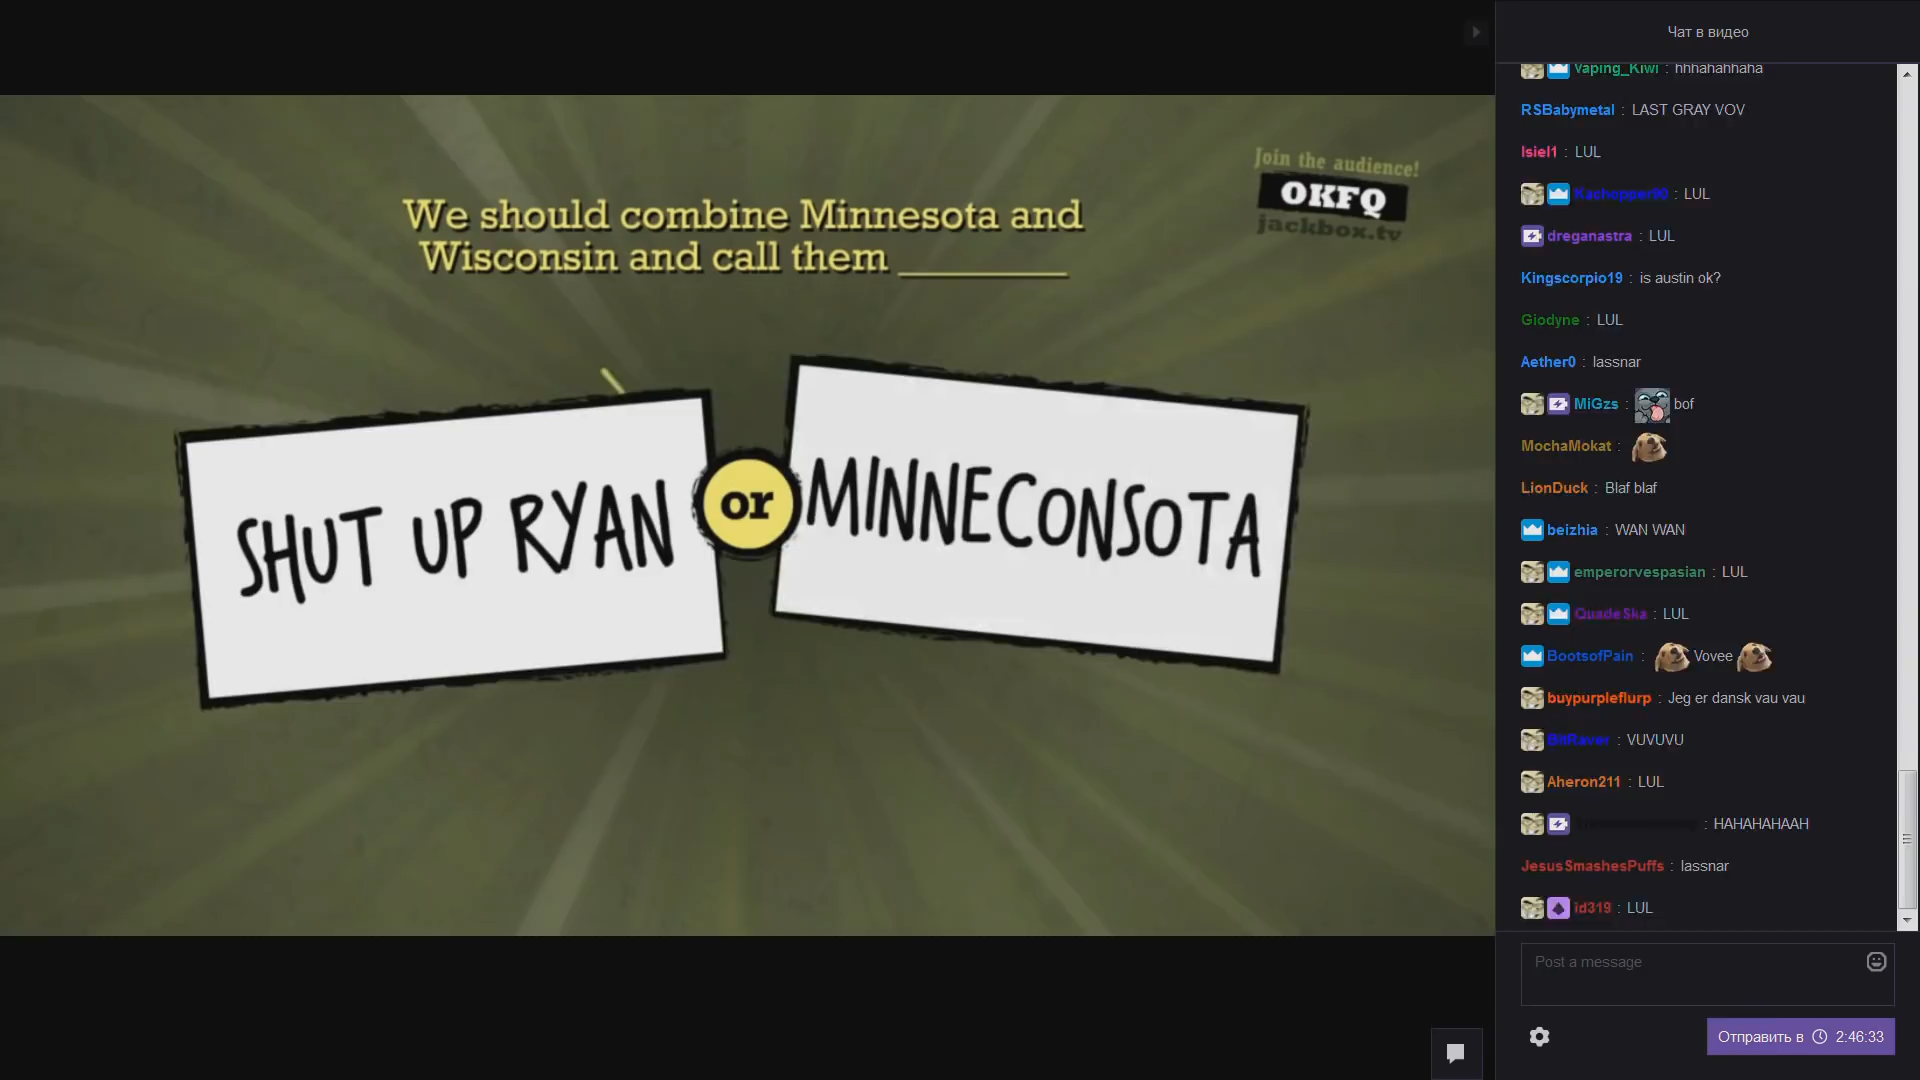 We should combine Minnesota and
Wisconsin and call them ________
Join the audience!
OKFQ
jackbox.tv
SHUT UP RYAN
or
MINNECONSOTA
Чат в видео
Vaping_Kiwi : hhhahahhaha
RSBabymetal : LAST GRAY VOV
Isiel1 : LUL
Kachopper90 : LUL
dreganastra : LUL
Kingscorpio19 : is austin ok?
Giodyne : LUL
Aether0 : lassnar
MiGzs : bof
MochaMokat :
LionDuck : Blaf blaf
beizhia : WAN WAN
emperorvespasian : LUL
QuadeSka : LUL
BootsofPain : Vovee
buypurpleflurp : Jeg er dansk vau vau
BitRaver : VUVUVU
Aheron211 : LUL
: HAHAHAHAAH
JesusSmashesPuffs : lassnar
id319 : LUL
Post a message
Отправить в 2:46:33